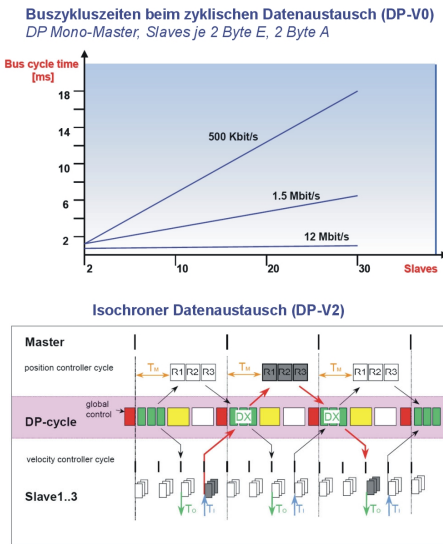 Buszykluszeiten beim zyklischen Datenaustausch (DP-V0)
DP Mono-Master, Slaves je 2 Byte E, 2 Byte A
Bus cycle time
[ms]
18
14
10
8
6
2
500 Kbit/s
1.5 Mbit/s
12 Mbit/s
2
10
20
30
Slaves
Isochroner Datenaustausch (DP-V2)
Master
position controller cycle
TM R1 R2 R3 TM R1 R2 R3 TM R1 R2 R3
global
control
DX DX
DP-cycle
velocity controller cycle
Slave1..3
TO TI TO TI TO TI